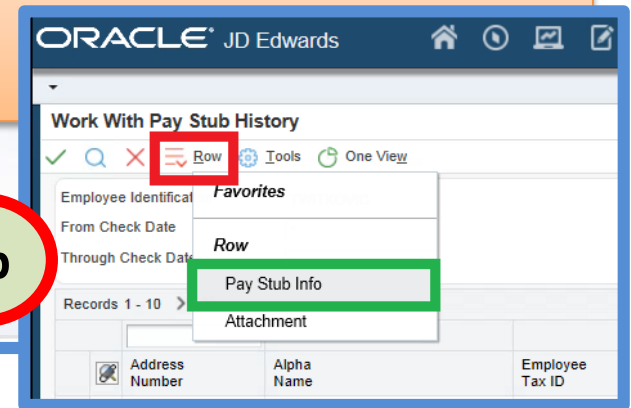 ORACLE® JD Edwards
Work With Pay Stub History
Row Tools One View
Employee Identificat
Favorites
From Check Date
Row
Through Check Date
Pay Stub Info
Records 1 - 10 >
Attachment
Address Number
Alpha Name
Employee Tax ID